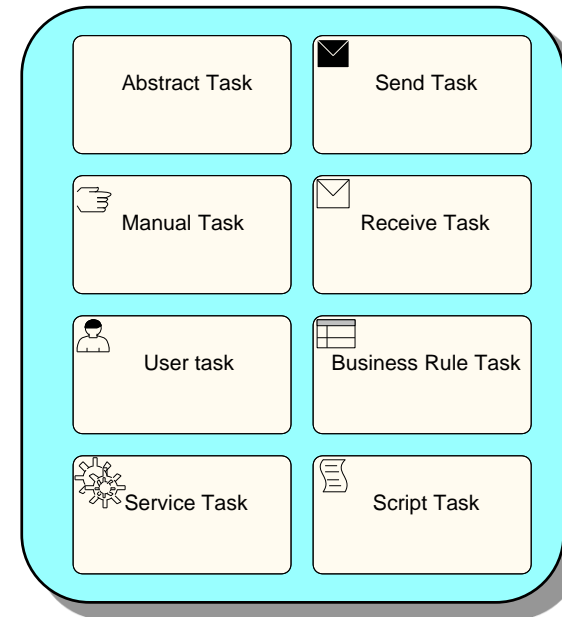 Abstract Task
Send Task
Manual Task
Receive Task
User task
Business Rule Task
Service Task
Script Task